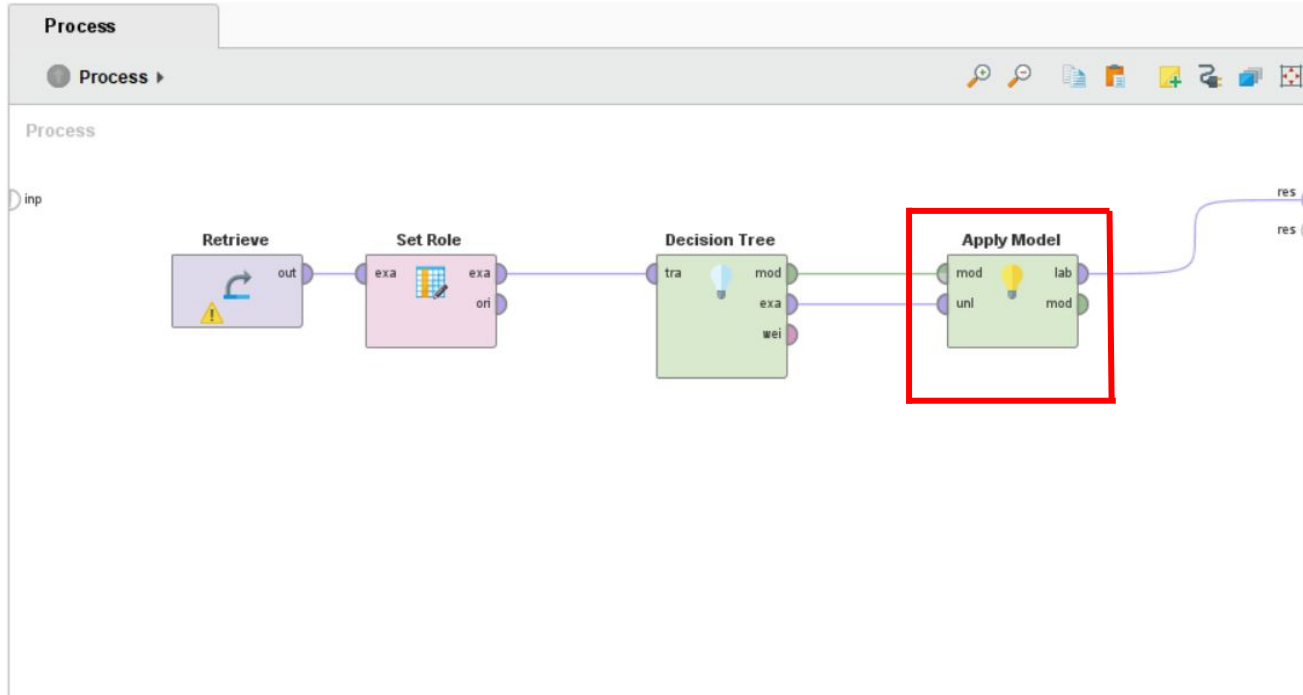 Process
Process
Process
inp
res
res
Retrieve
Set Role
Decision Tree
Apply Model
out
exa
exa
tra
mod
mod
lab
ori
exa
unl
mod
wei